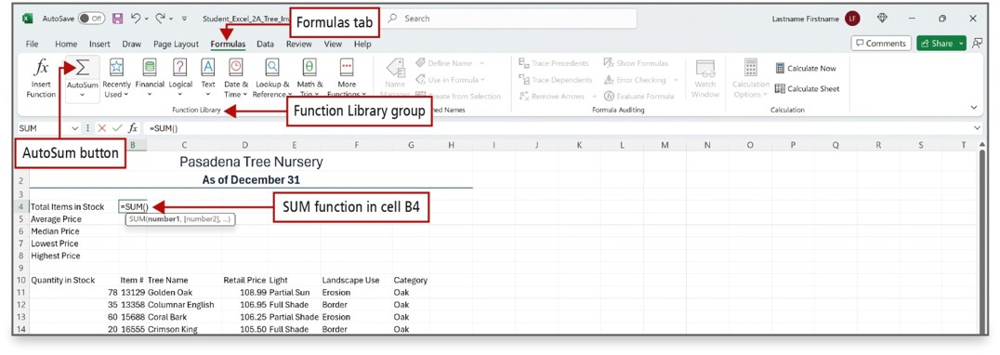 AutoSave Off Student_Excel_2A_Tree_Inv Search Lastname Firstname LF
Formulas tab
File Home Insert Draw Page Layout Formulas Data Review View Help Comments Share
fx Insert Function
AutoSum
Recently Used
Financial
Logical
Text
Date & Time
Lookup & Reference
Math & Trig
More Functions
Name Manager
Define Name
Use in Formula
Create from Selection
Trace Precedents
Trace Dependents
Remove Arrows
Show Formulas
Error Checking
Evaluate Formula
Watch Window
Calculation Options
Calculate Now
Calculate Sheet
Function Library
Function Library group
Names
Formula Auditing
Calculation
SUM fx =SUM()
AutoSum button
B C D E F G H I J K L M N O P Q R S T
Pasadena Tree Nursery
2 As of December 31
3
4 Total Items in Stock =SUM()
SUM function in cell B4
5 Average Price SUM(number1, [number2], ...)
6 Median Price
7 Lowest Price
8 Highest Price
9
10 Quantity in Stock Item # Tree Name Retail Price Light Landscape Use Category
11 78 13129 Golden Oak 108.99 Partial Sun Erosion Oak
12 35 13358 Columnar English 106.95 Full Shade Border Oak
13 60 15688 Coral Bark 106.25 Partial Shade Erosion Oak
14 20 16555 Crimson King 105.50 Full Shade Border Oak